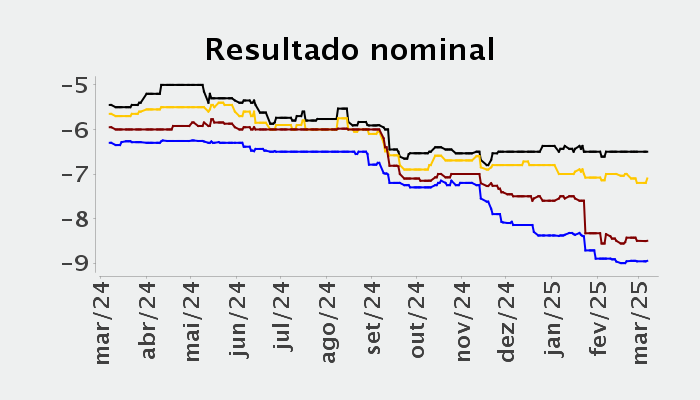 Resultado nominal
−5
−6
−7
−8
−9
mar/24
abr/24
mai/24
jun/24
jul/24
ago/24
set/24
out/24
nov/24
dez/24
jan/25
fev/25
mar/25